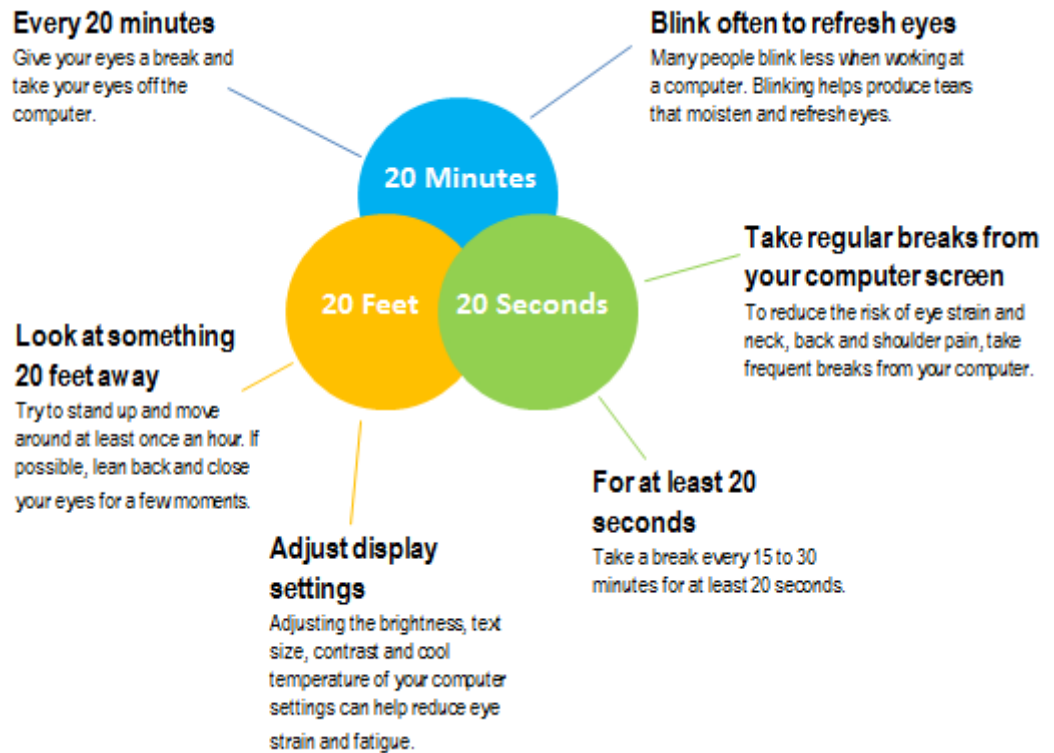 Every 20 minutes
Give your eyes a break and
take your eyes off the
computer.
Blink often to refresh eyes
Many people blink less when working at
a computer. Blinking helps produce tears
that moisten and refresh eyes.
20 Minutes
20 Feet
20 Seconds
Take regular breaks from
your computer screen
To reduce the risk of eye strain and
neck, back and shoulder pain, take
frequent breaks from your computer.
Look at something
20 feet away
Try to stand up and move
around at least once an hour. If
possible, lean back and close
your eyes for a few moments.
For at least 20
seconds
Take a break every 15 to 30
minutes for at least 20 seconds.
Adjust display
settings
Adjusting the brightness, text
size, contrast and cool
temperature of your computer
settings can help reduce eye
strain and fatigue.